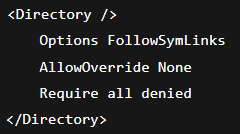 <Directory />
    Options FollowSymLinks
    AllowOverride None
    Require all denied
</Directory>